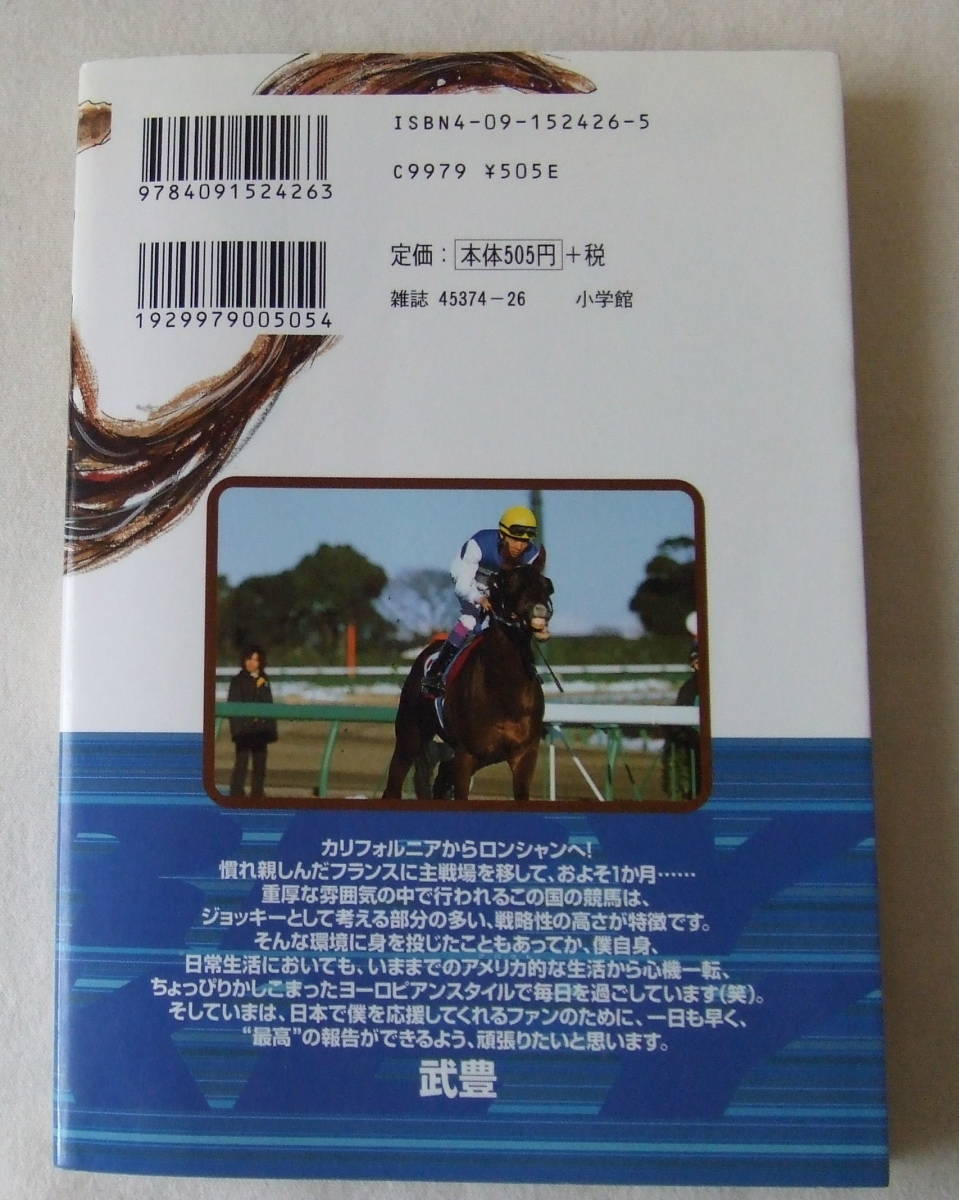 ISBN4-09-152426-5
9784091524263
C9979 ¥505E
定価：本体505円＋税
1929979005054
雑誌 45374－26 小学館
カリフォルニアからロンシャンへ！
慣れ親しんだフランスに主戦場を移して、およそ1か月……
重厚な雰囲気の中で行われるこの国の競馬は、
ジョッキーとして考える部分の多い、戦略性の高さが特徴です。
そんな環境に身を投じたこともあってか、僕自身、
日常生活においても、いままでのアメリカ的な生活から心機一転、
ちょっぴりかしこまったヨーロピアンスタイルで毎日を過ごしています（笑）。
そしていまは、日本で僕を応援してくれるファンのために、一日も早く、
“最高”の報告ができるよう、頑張りたいと思います。
武豊